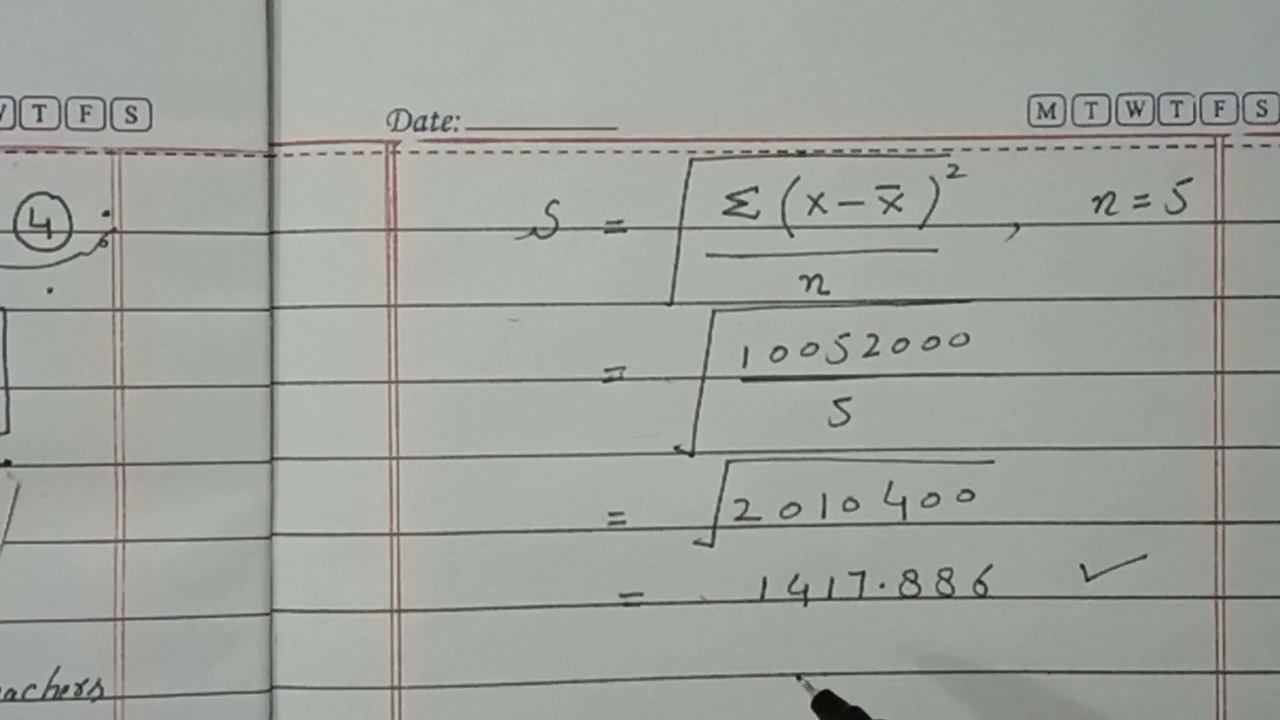 T F S
Date:
M T W T F S
4
S = √(Σ(x - x̄)² / n), n = 5
= √(10052000 / 5)
= √2010400
= 1417.886 ✓
achers